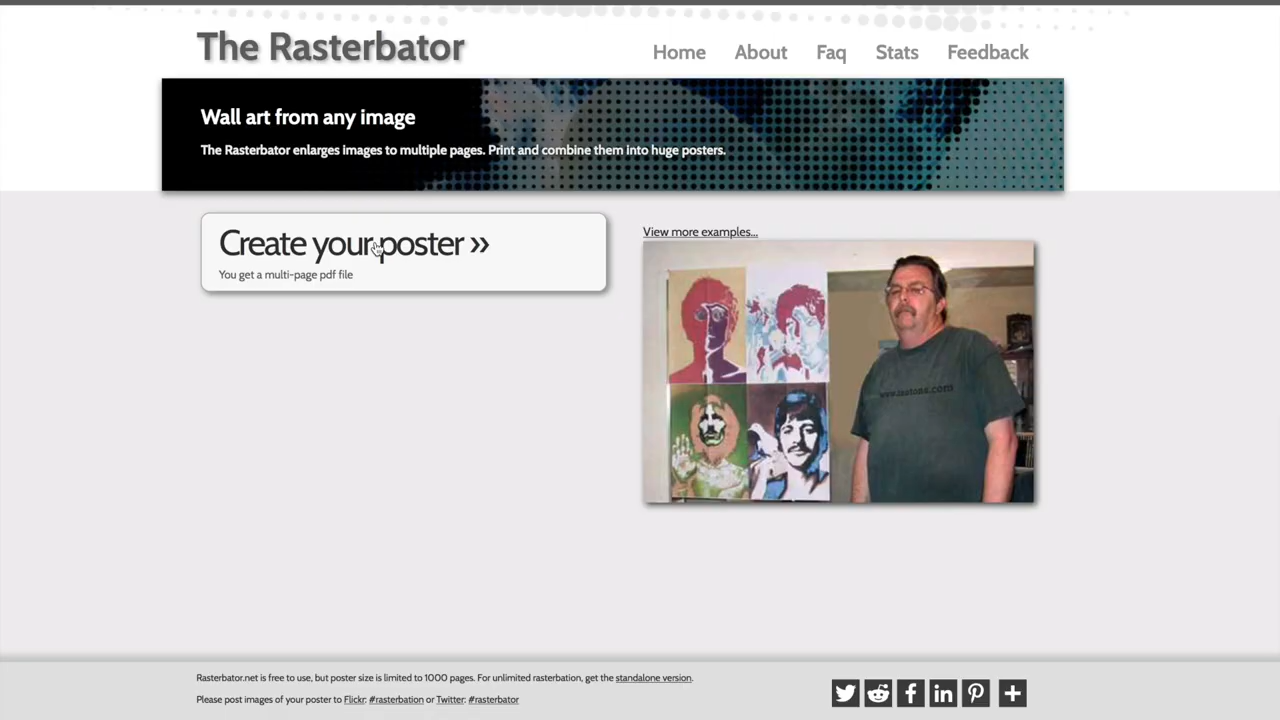 The Rasterbator
Home About Faq Stats Feedback
Wall art from any image
The Rasterbator enlarges images to multiple pages. Print and combine them into huge posters.
Create your poster »
You get a multi-page pdf file
View more examples...
Rasterbator.net is free to use, but poster size is limited to 1000 pages. For unlimited rasterbation, get the standalone version.
Please post images of your poster to Flickr: #rasterbation or Twitter: #rasterbator